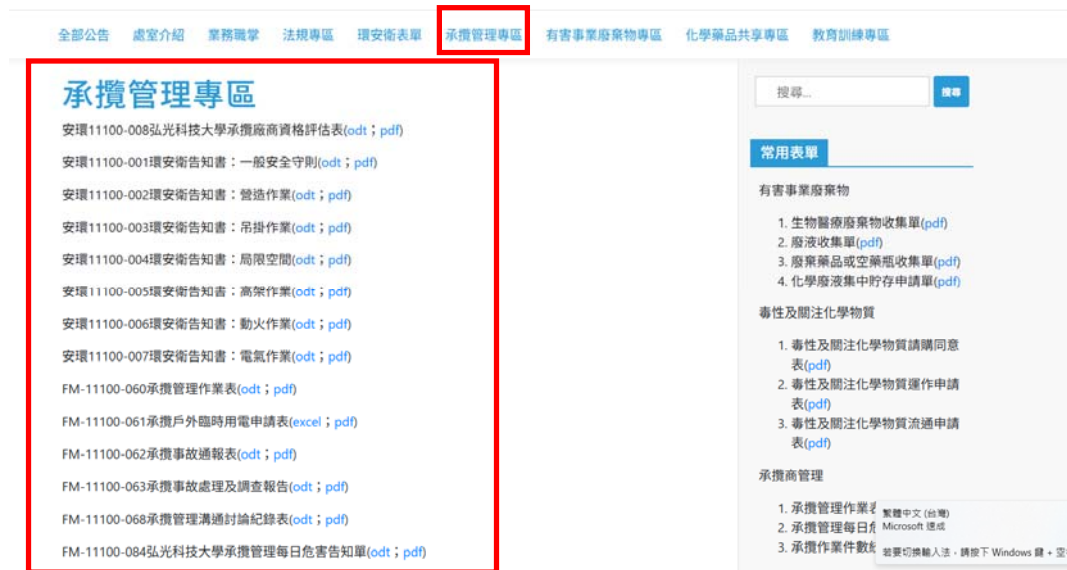 全部公告 處室介紹 業務職掌 法規專區 環安衛表單 承攬管理專區 有害事業廢棄物專區 化學藥品共享專區 教育訓練專區
承攬管理專區
安環11100-008弘光科技大學承攬廠商資格評估表(odt；pdf)
安環11100-001環安衛告知書：一般安全守則(odt；pdf)
安環11100-002環安衛告知書：營造作業(odt；pdf)
安環11100-003環安衛告知書：吊掛作業(odt；pdf)
安環11100-004環安衛告知書：局限空間(odt；pdf)
安環11100-005環安衛告知書：高架作業(odt；pdf)
安環11100-006環安衛告知書：動火作業(odt；pdf)
安環11100-007環安衛告知書：電氣作業(odt；pdf)
FM-11100-060承攬管理作業表(odt；pdf)
FM-11100-061承攬戶外臨時用電申請表(excel；pdf)
FM-11100-062承攬事故通報表(odt；pdf)
FM-11100-063承攬事故處理及調查報告(odt；pdf)
FM-11100-068承攬管理溝通討論紀錄表(odt；pdf)
FM-11100-084弘光科技大學承攬管理每日危害告知單(odt；pdf)
搜尋... 搜尋
常用表單
有害事業廢棄物
1. 生物醫療廢棄物收集單(pdf)
2. 廢液收集單(pdf)
3. 廢棄藥品或空藥瓶收集單(pdf)
4. 化學廢液集中貯存申請單(pdf)
毒性及關注化學物質
1. 毒性及關注化學物質請購同意
表(pdf)
2. 毒性及關注化學物質運作申請
表(pdf)
3. 毒性及關注化學物質流通申請
表(pdf)
承攬商管理
1. 承攬管理作業
2. 承攬管理每日
3. 承攬作業件數
繁體中文 (台灣)
Microsoft 速成
若要切換輸入法，請按下 Windows 鍵 + 空